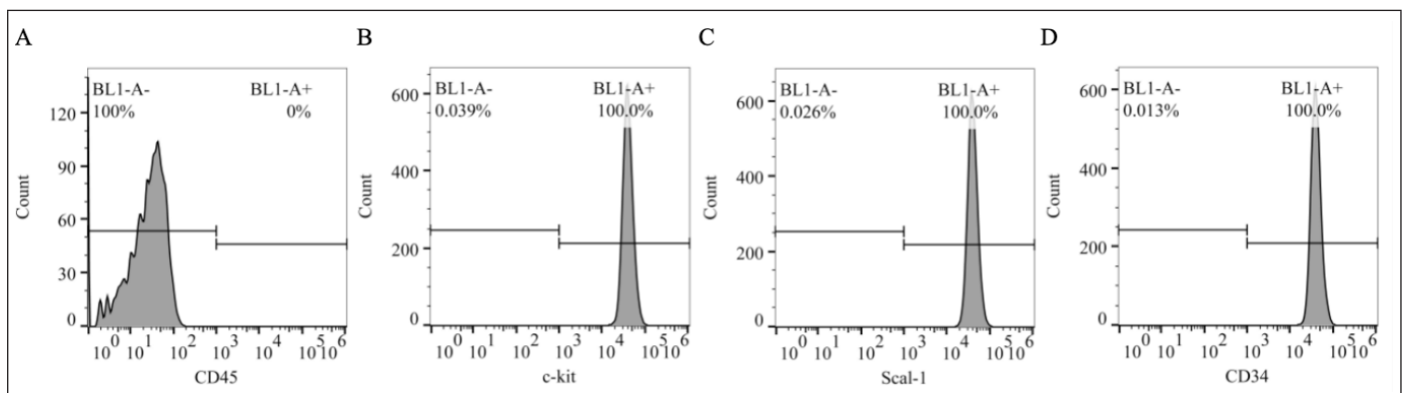 A
BL1-A- BL1-A+
100% 0%
Count
120
90
60
30
0
10^0 10^1 10^2 10^3 10^4 10^5 10^6
CD45
B
BL1-A- BL1-A+
0.039% 100.0%
Count
600
400
200
0
10^0 10^1 10^2 10^3 10^4 10^5 10^6
c-kit
C
BL1-A- BL1-A+
0.026% 100.0%
Count
600
400
200
0
10^0 10^1 10^2 10^3 10^4 10^5 10^6
Scal-1
D
BL1-A- BL1-A+
0.013% 100.0%
Count
600
400
200
0
10^0 10^1 10^2 10^3 10^4 10^5 10^6
CD34